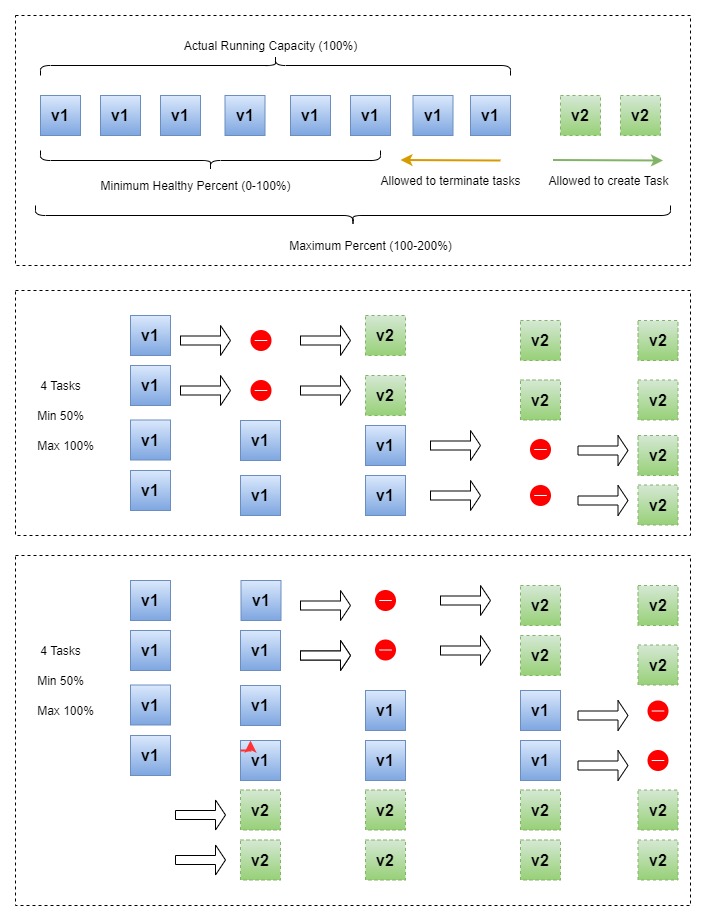 Actual Running Capacity (100%)
v1 v1 v1 v1 v1 v1 v1 v1 v2 v2
Minimum Healthy Percent (0-100%)
Allowed to terminate tasks
Allowed to create Task
Maximum Percent (100-200%)
v1 v2 v2 v2
4 Tasks
v1 v2 v2 v2
Min 50%
Max 100%
v1 v1 v1 v2
v1 v1 v1 v2
v1 v1 v2 v2
4 Tasks
v1 v1 v2 v2
Min 50%
Max 100%
v1 v1 v1 v1
v1 v1 v1 v1
v2 v2 v2 v2
v2 v2 v2 v2